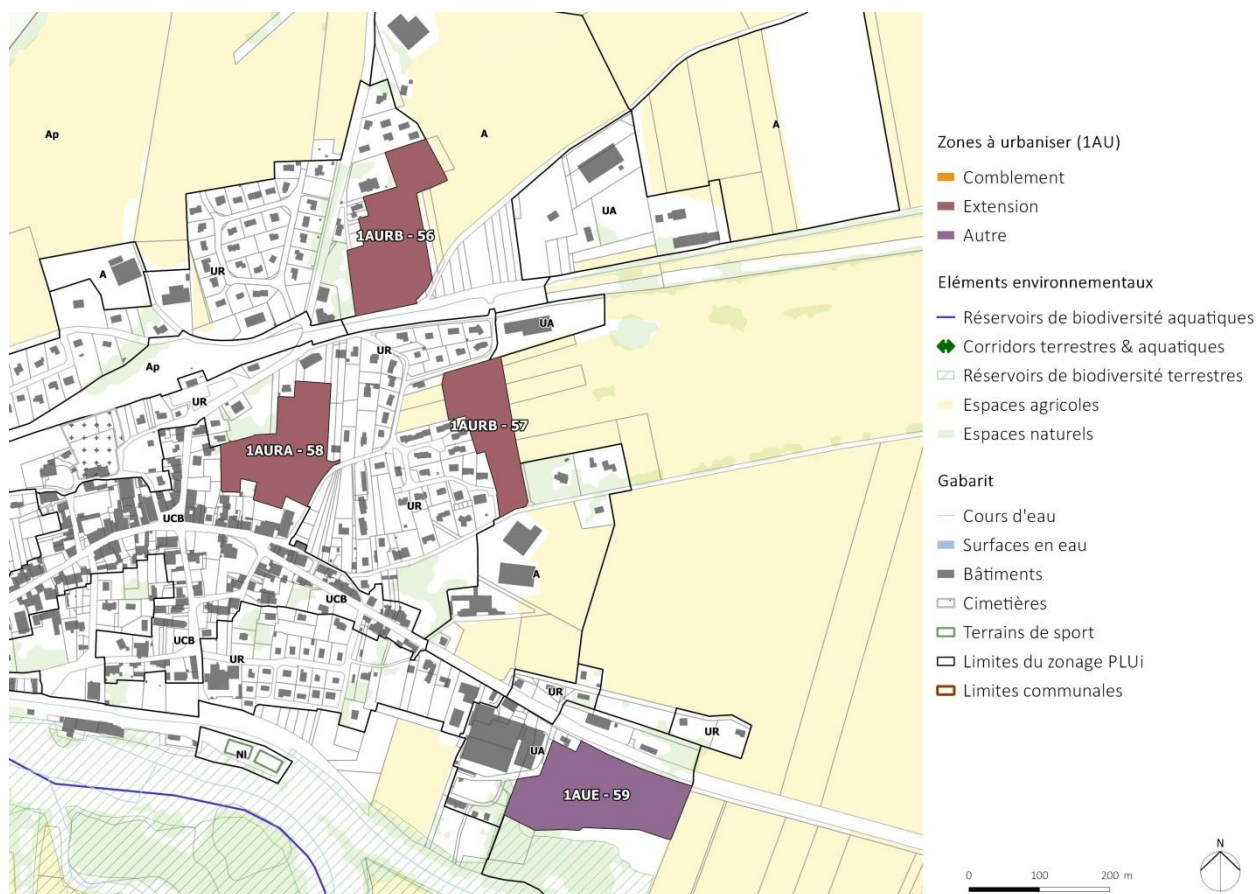 Ap
A
A
1AURB - 56
UA
A
UR
UA
UR
Ap
UR
1AURB - 57
1AURA - 58
UR
UCB
A
UCB
UCB
UR
UR
UR
UA
Nl
1AUE - 59
Zones à urbaniser (1AU)
Comblement
Extension
Autre
Eléments environnementaux
Réservoirs de biodiversité aquatiques
Corridors terrestres & aquatiques
Réservoirs de biodiversité terrestres
Espaces agricoles
Espaces naturels
Gabarit
Cours d'eau
Surfaces en eau
Bâtiments
Cimetières
Terrains de sport
Limites du zonage PLUi
Limites communales
N
0 100 200 m